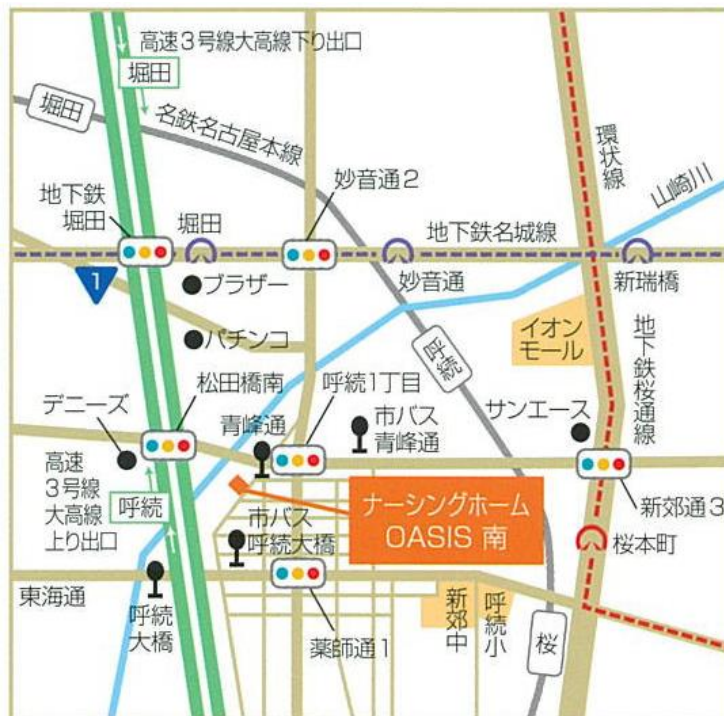 高速3号線大高線下り出口
堀田
堀田
名鉄名古屋本線
環状線
山崎川
地下鉄
堀田
堀田
妙音通2
地下鉄名城線
1
ブラザー
妙音通
新瑞橋
パチンコ
イオン
モール
呼続
地下鉄桜通線
松田橋南
呼続1丁目
デニーズ
青峰通
市バス
青峰通
サンエース
高速
3号線
大高線
上り出口
呼続
ナーシングホーム
OASIS 南
新郊通3
市バス
呼続大橋
桜本町
東海通
呼続
大橋
薬師通1
新郊中
呼続小
桜